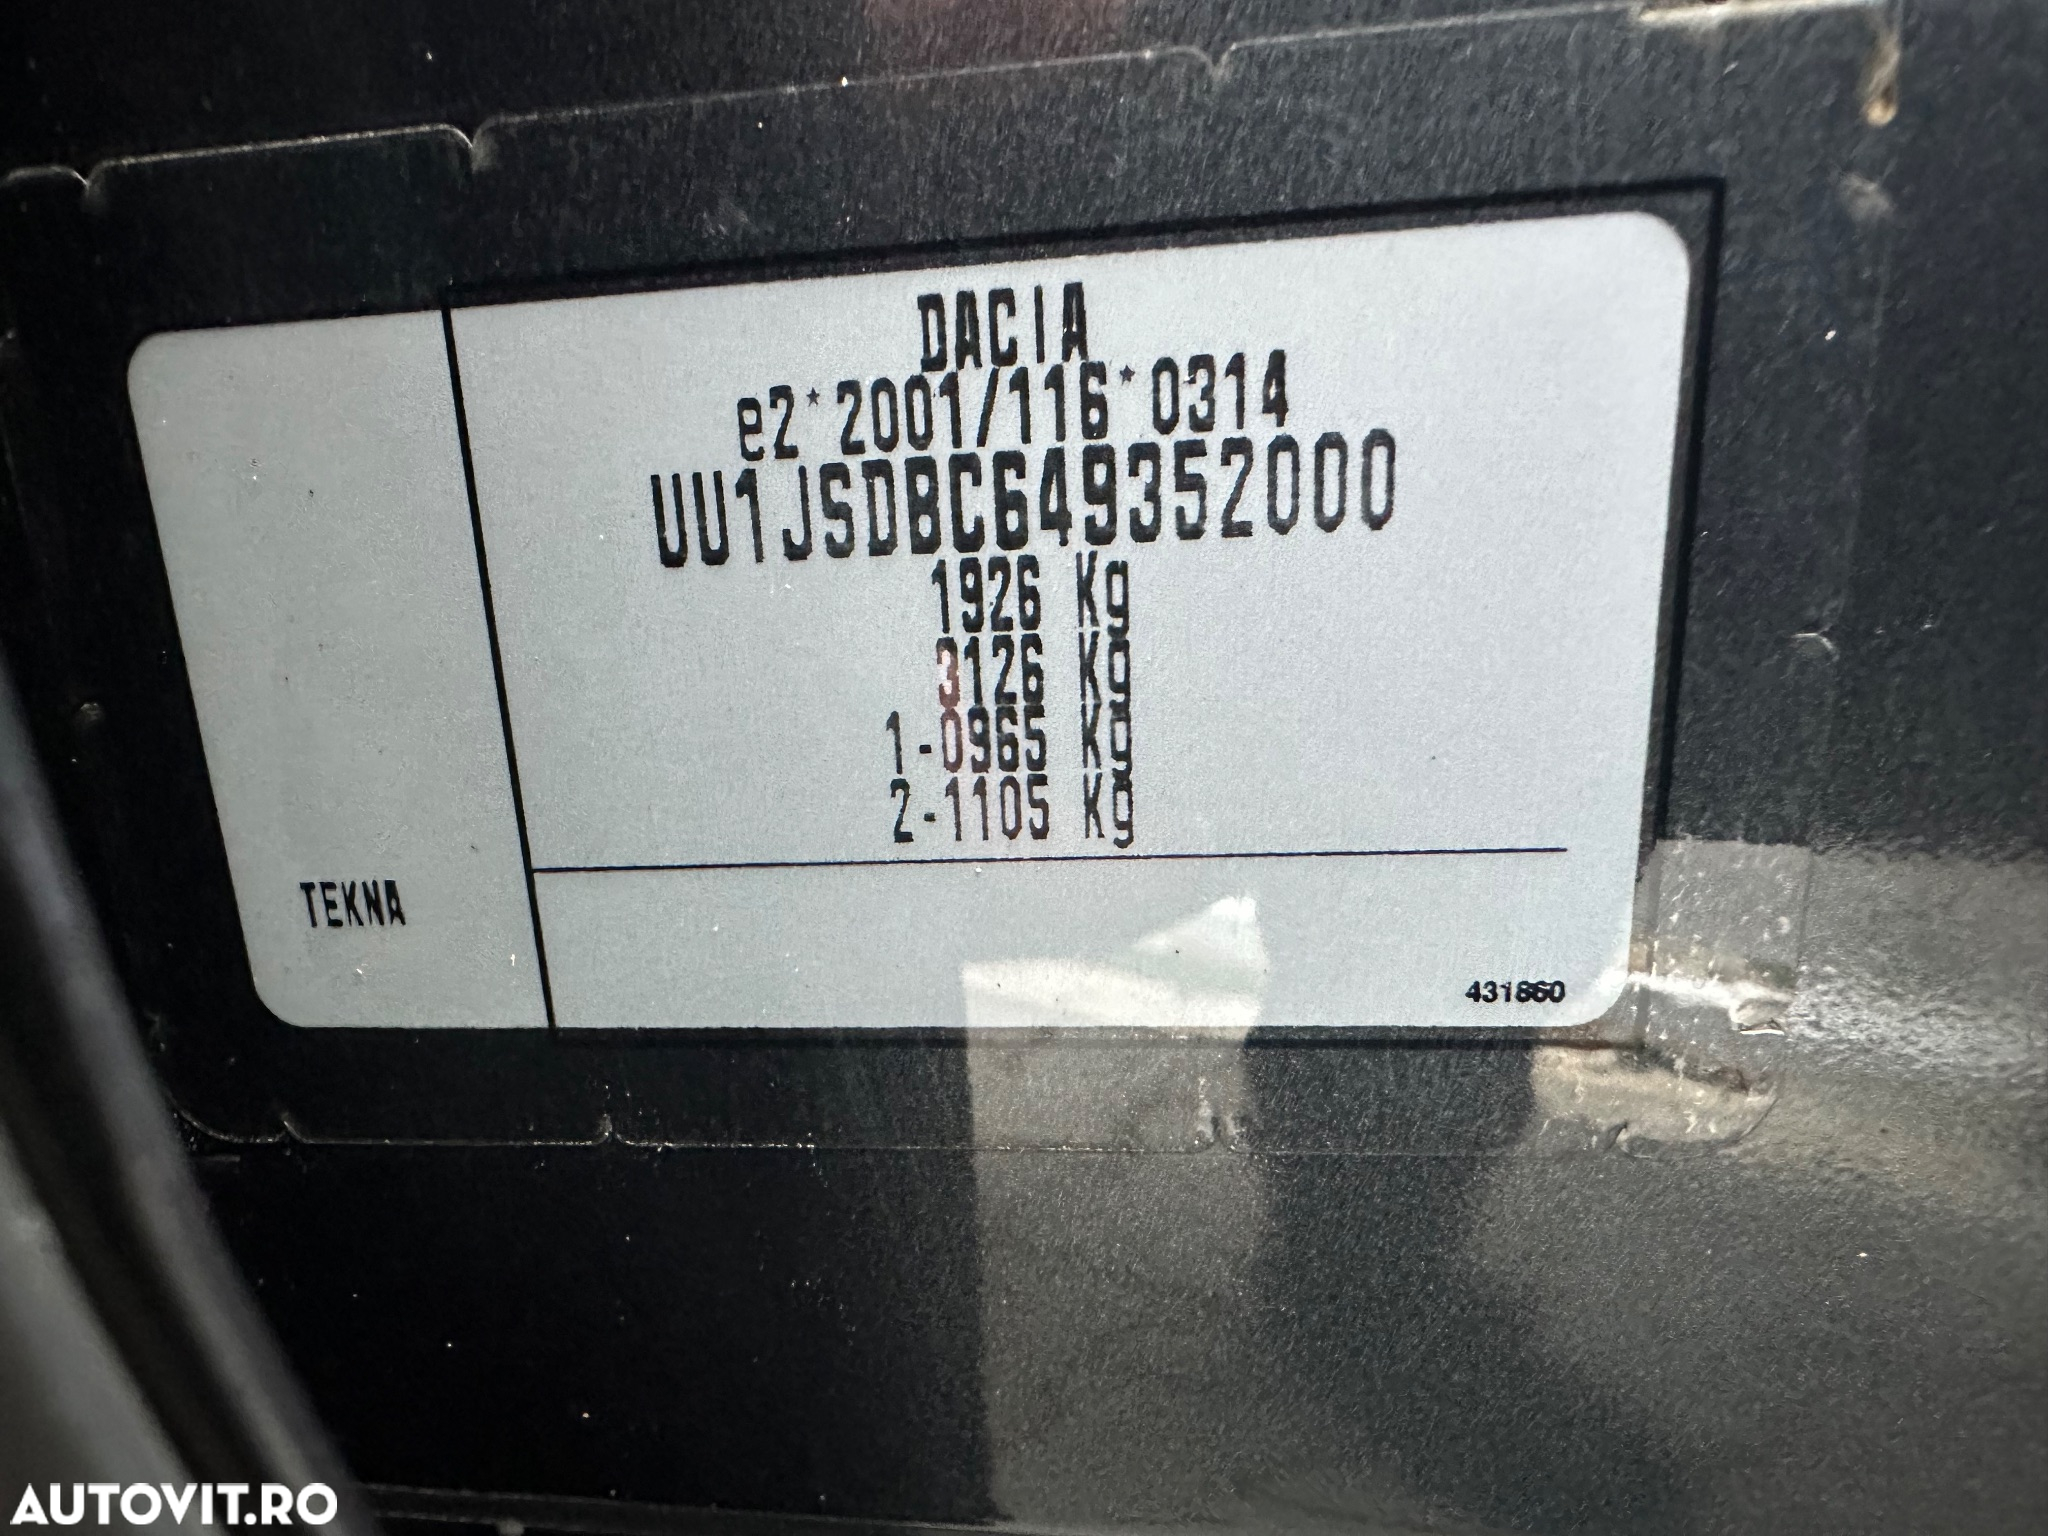 DACIA
e2*2001/116*0314
UU1JSDBC649352000
1926 Kg
3126 Kg
1-0965 Kg
2-1105 Kg
TEKNA
431860
AUTOVIT.RO